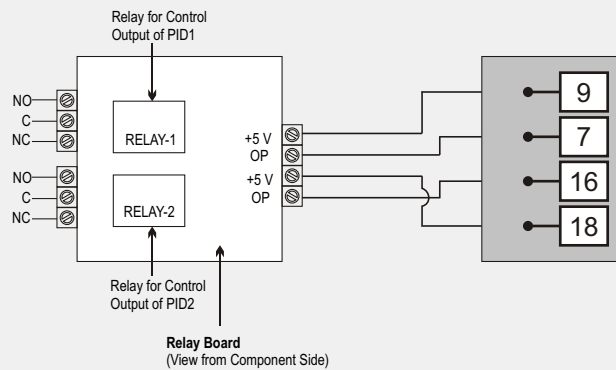 Relay for Control
Output of PID1
NO
C
NC
NO
C
NC
RELAY-1
RELAY-2
+5 V
OP
+5 V
OP
9
7
16
18
Relay for Control
Output of PID2
Relay Board
(View from Component Side)